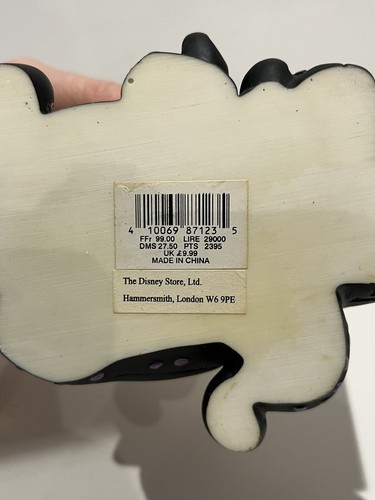 4 10069 87123 5
FFr 99.00 LIRE 29000
DMS 27.50 PTS 2395
UK £9.99
MADE IN CHINA
The Disney Store, Ltd.
Hammersmith, London W6 9PE